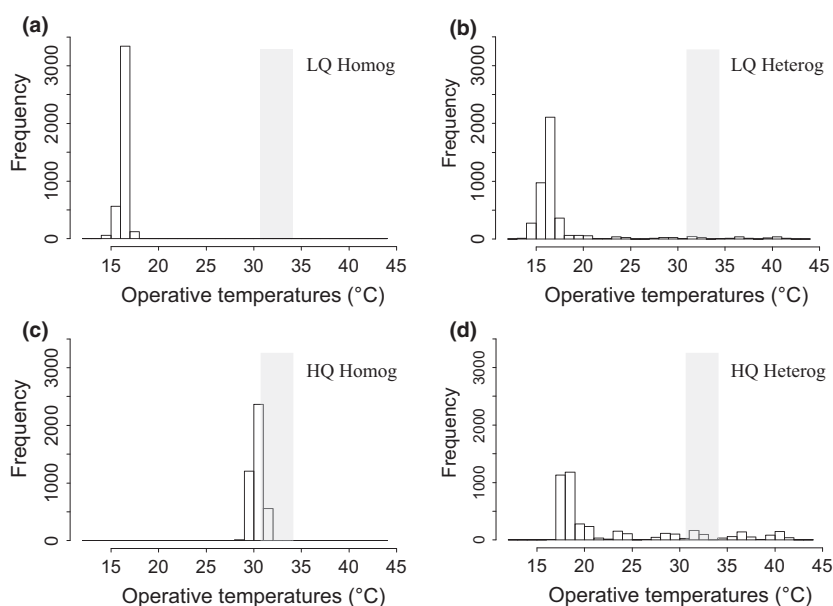 (a)
Frequency
0 1000 2000 3000
LQ Homog
15 20 25 30 35 40 45
Operative temperatures (°C)
(b)
Frequency
0 1000 2000 3000
LQ Heterog
15 20 25 30 35 40 45
Operative temperatures (°C)
(c)
Frequency
0 1000 2000 3000
HQ Homog
15 20 25 30 35 40 45
Operative temperatures (°C)
(d)
Frequency
0 1000 2000 3000
HQ Heterog
15 20 25 30 35 40 45
Operative temperatures (°C)